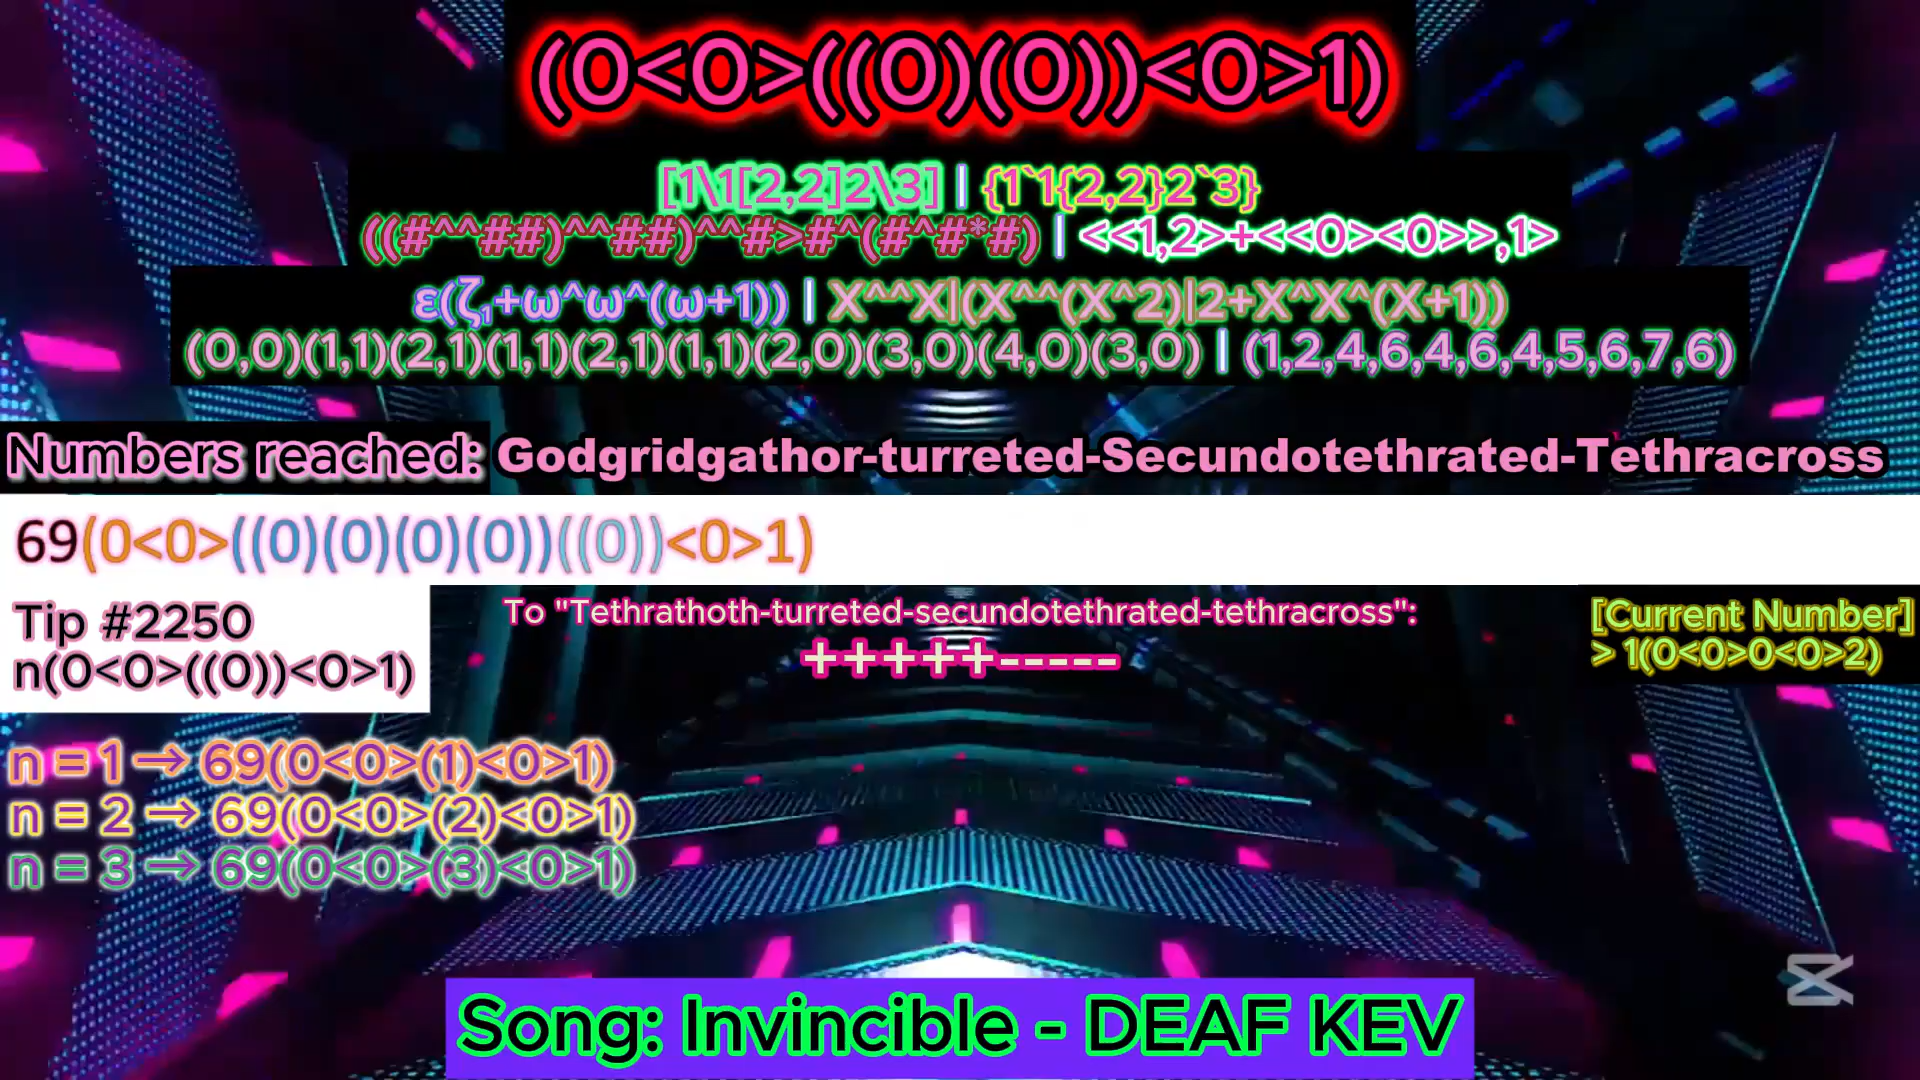 (0<0>((0)(0))<0>1)
[1\1[2,2]2\3] | {1`1{2,2}2`3}
((#^^##)^^##)^^#>#^(#^#*#) | <<1,2>+<<0><0>>,1>
ε(ζ₁+ω^ω^(ω+1)) | X^^X|(X^^(X^2)|2+X^X^(X+1))
(0,0)(1,1)(2,1)(1,1)(2,1)(1,1)(2,0)(3,0)(4,0)(3,0) | (1,2,4,6,4,6,4,5,6,7,6)
Numbers reached: Godgridgathor-turreted-Secundotethrated-Tethracross
69(0<0>((0)(0)(0)(0))((0))<0>1)
Tip #2250
n(0<0>((0))<0>1)
To "Tethrathoth-turreted-secundotethrated-tethracross":
+++++-----
[Current Number]
> 1(0<0>0<0>2)
n = 1 → 69(0<0>(1)<0>1)
n = 2 → 69(0<0>(2)<0>1)
n = 3 → 69(0<0>(3)<0>1)
Song: Invincible - DEAF KEV